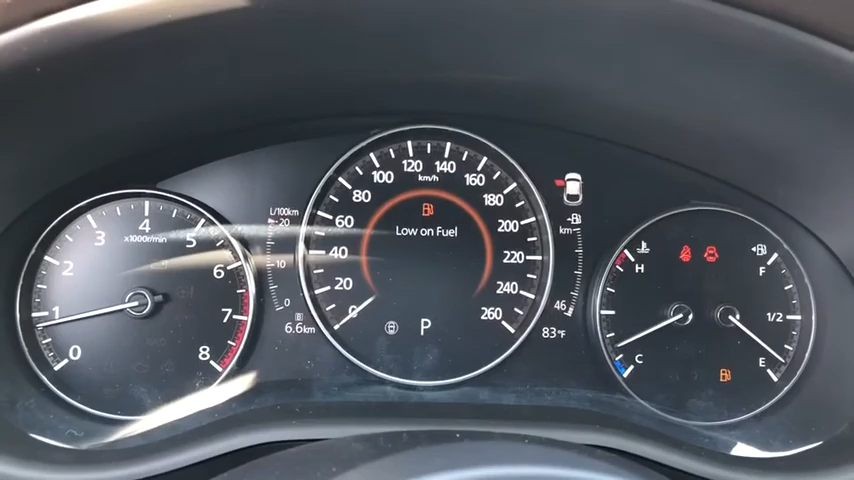 0
1
2
3
4
5
6
7
8
x1000r/min
L/100km
20
10
0
B
6.6km
0
20
40
60
80
100
120
140
160
180
200
220
240
260
km/h
Low on Fuel
P
km
46
83°F
H
C
F
1/2
E